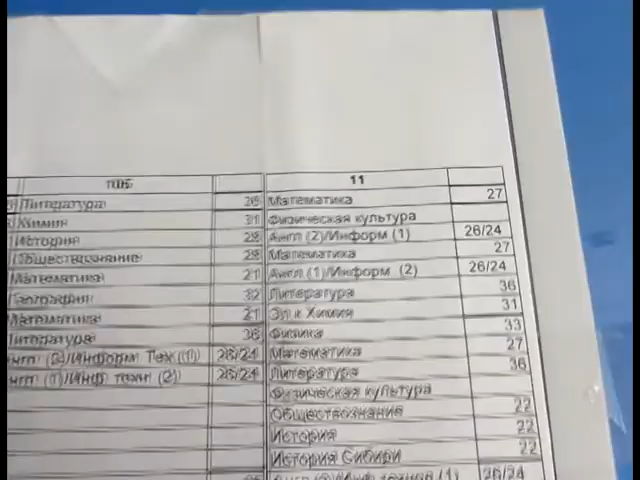 10Б 11
Литература 36 Математика 27
Химия 31 Физическая культура
История 28 Англ (2)/Информ (1) 26/24
Обществознание 28 Математика 27
Математика 21 Англ (1)/Информ (2) 26/24
География 32 Литература 36
Математика 21 Эл к Химия 31
Литература 36 Физика 33
(2)/Информ Тех (1) 26/24 Математика 27
(1)/Инф техн (2) 26/24 Литература 36
Физическая культура
Обществознание 22
История 22
История Сибири 22
26/24